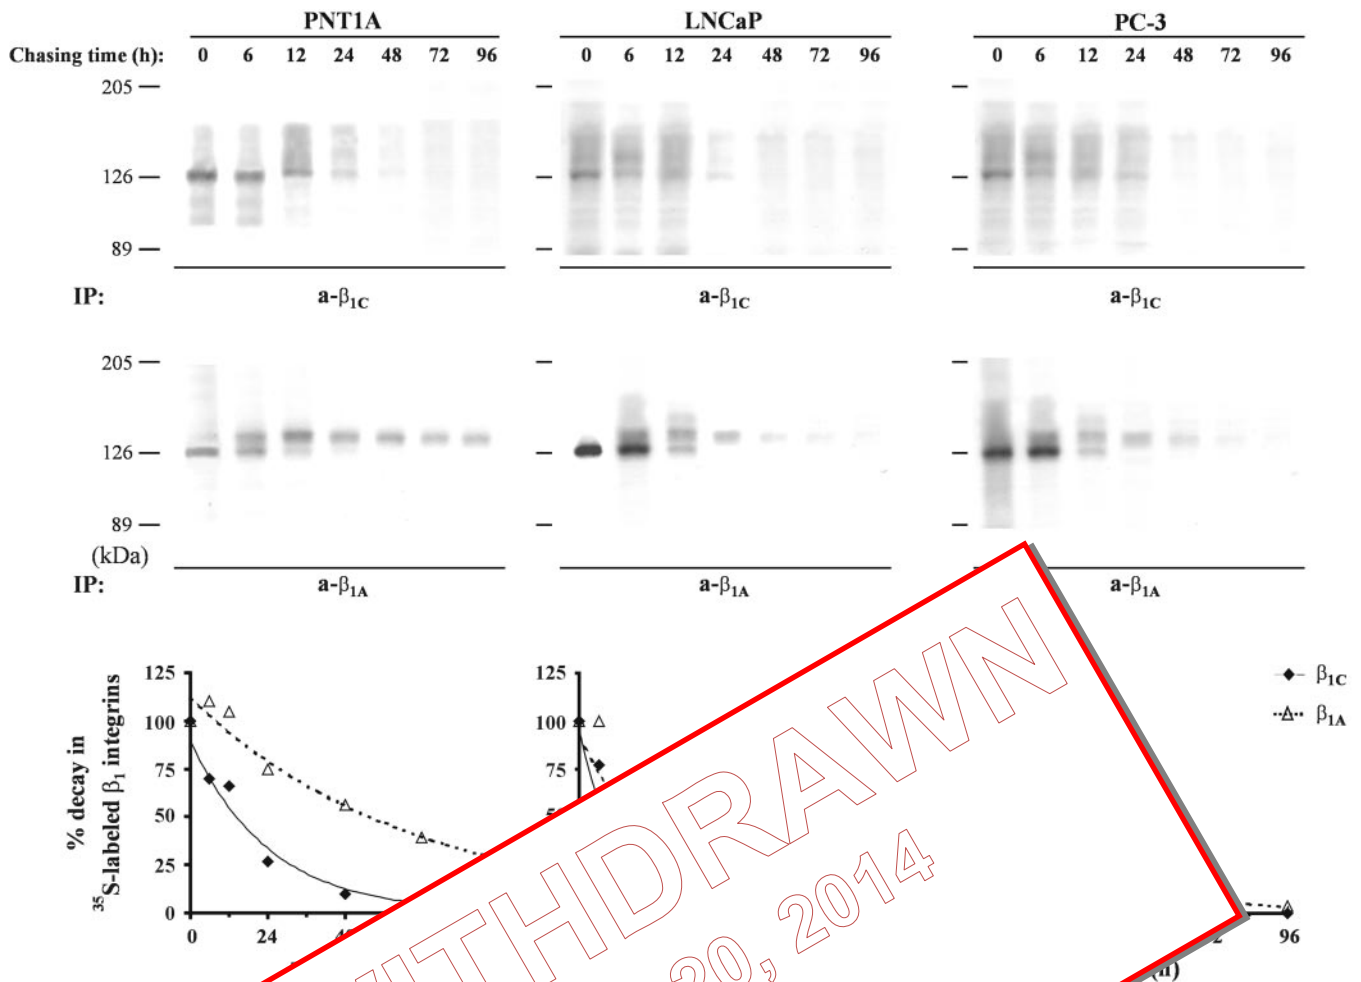 PNT1A LNCaP PC-3
Chasing time (h): 0 6 12 24 48 72 96 0 6 12 24 48 72 96 0 6 12 24 48 72 96
205
126
89
IP: a-β1C a-β1C a-β1C
205
126
89
(kDa)
IP: a-β1A a-β1A a-β1A
% decay in
35S-labeled β1 integrins
125
100
75
50
25
0
0 24
125
100
75
β1C
β1A
96
(h)
WITHDRAWN
20, 2014